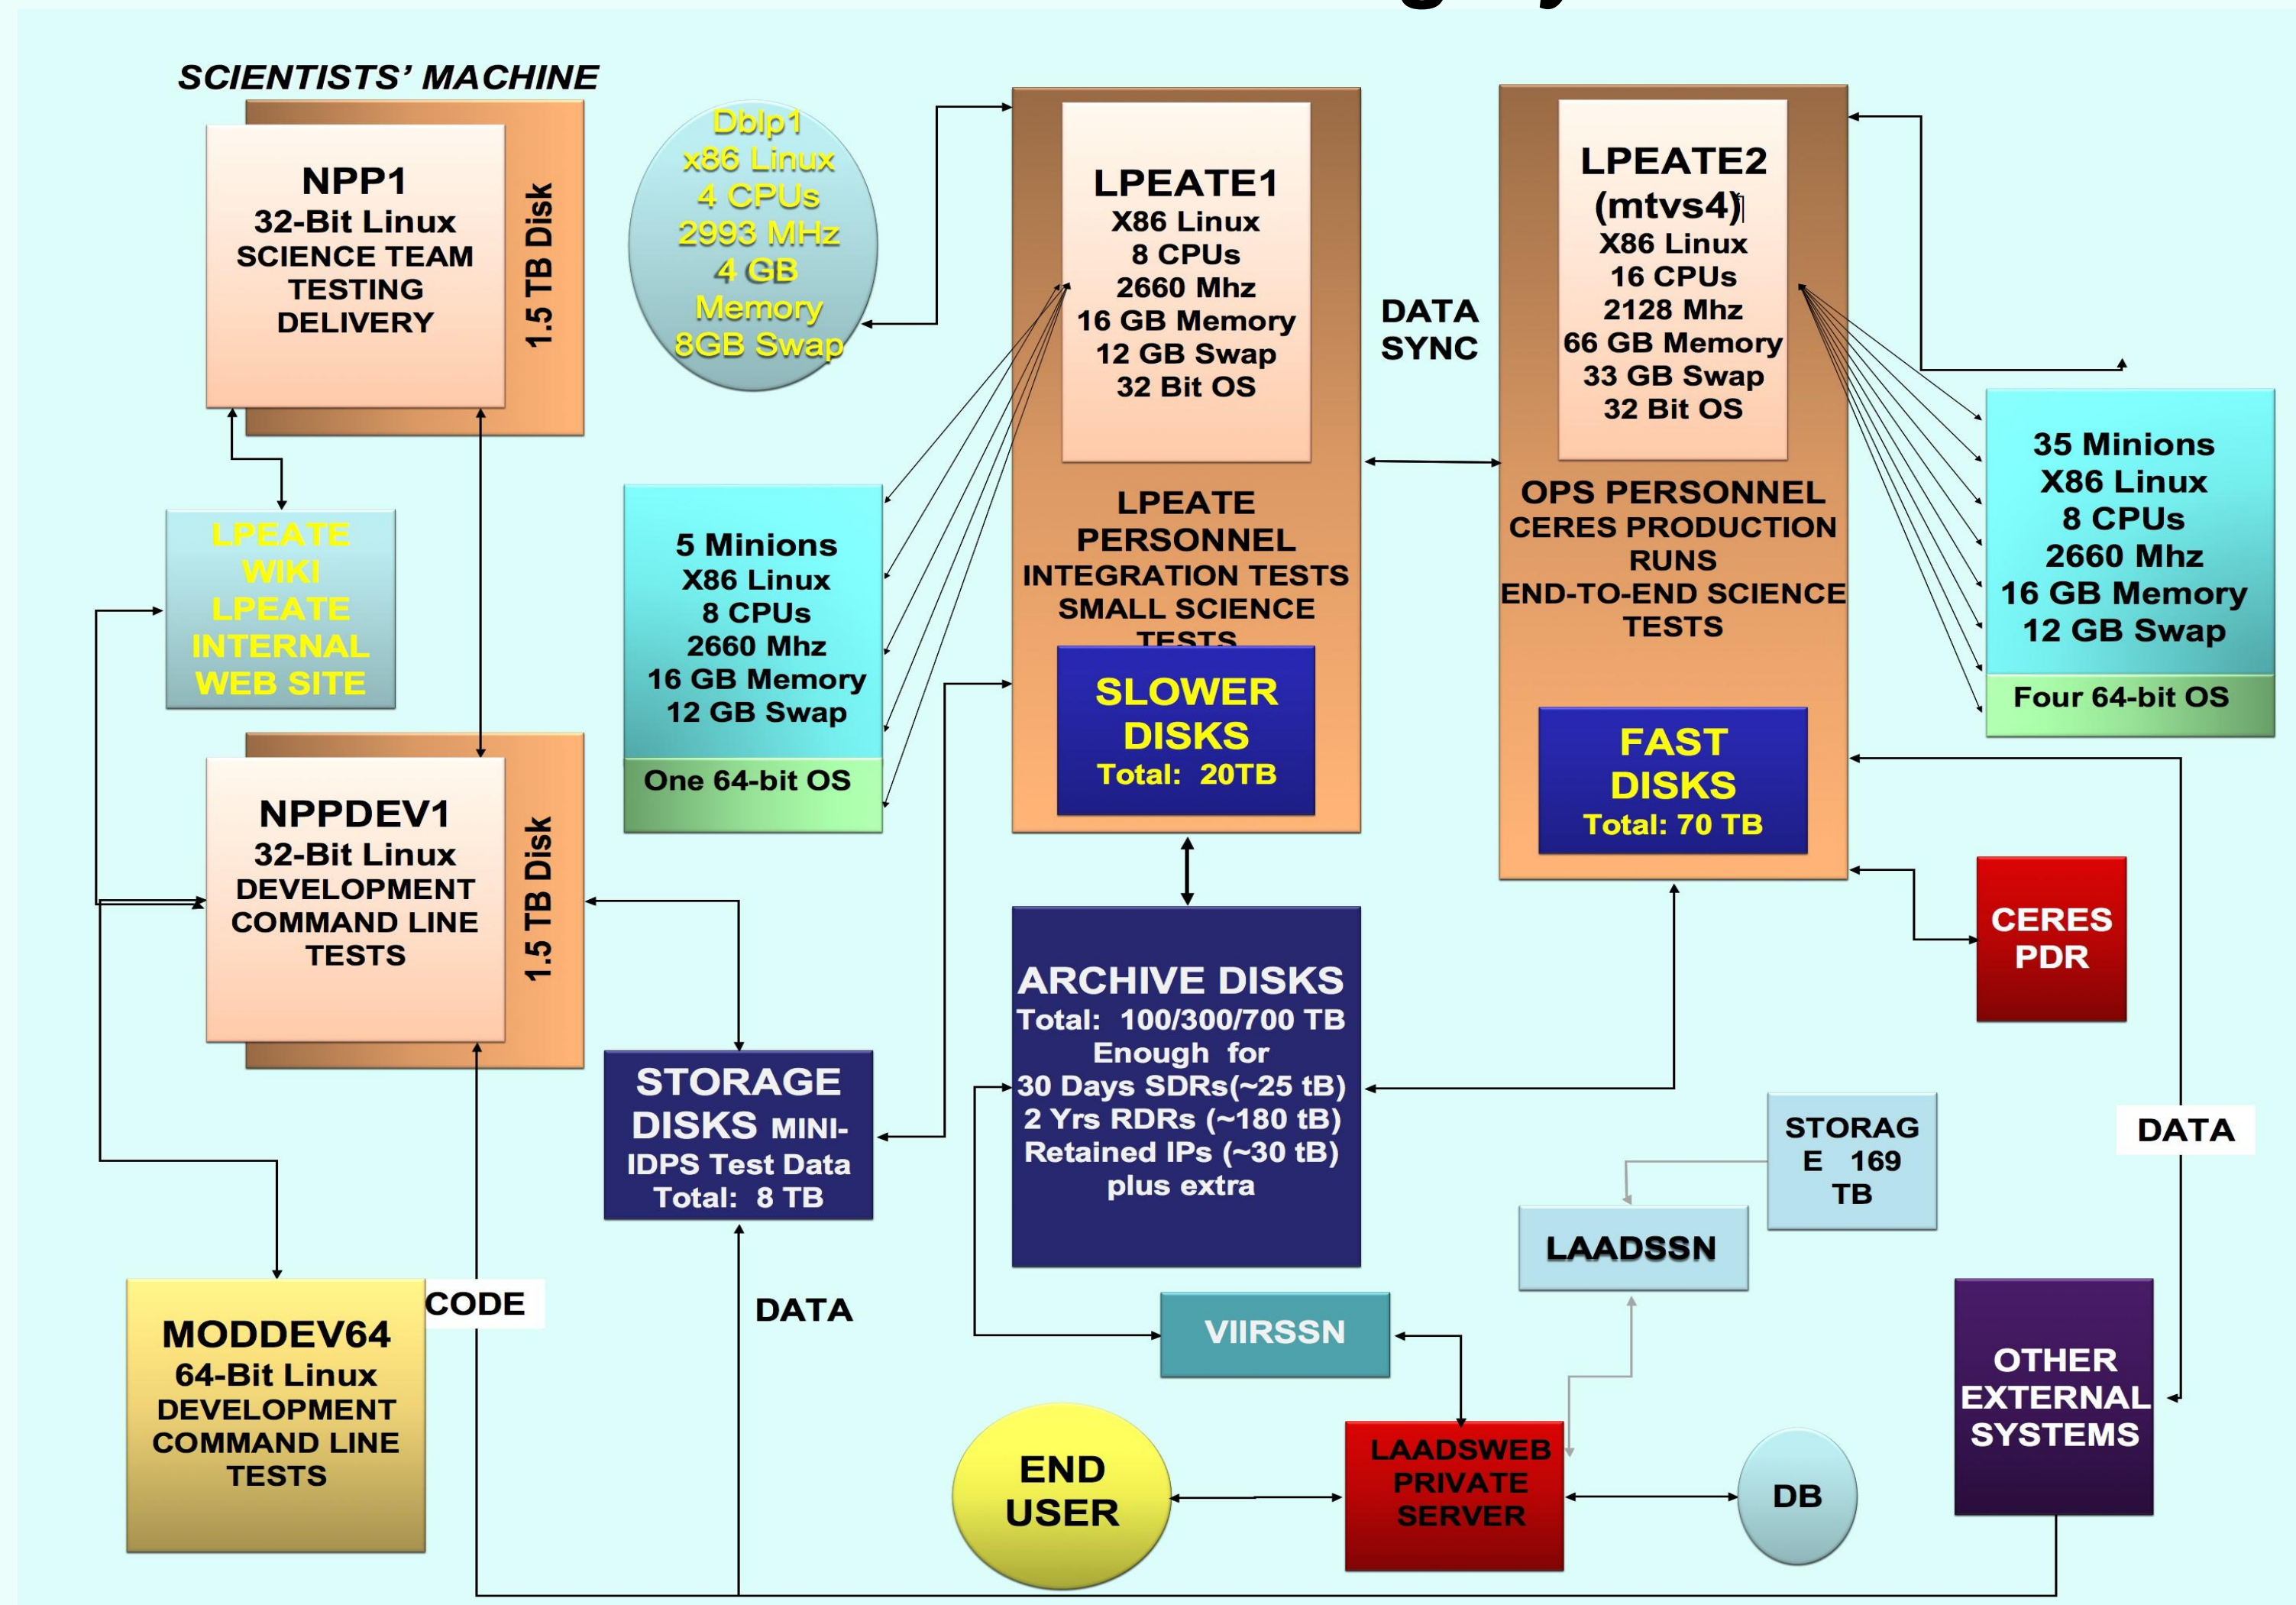 SCIENTISTS' MACHINE
NPP1
32-Bit Linux
SCIENCE TEAM
TESTING
DELIVERY
1.5 TB Disk
Dblp1
x86 Linux
4 CPUs
2993 MHz
4 GB
Memory
8GB Swap
LPEATE1
X86 Linux
8 CPUs
2660 Mhz
16 GB Memory
12 GB Swap
32 Bit OS
LPEATE
PERSONNEL
INTEGRATION TESTS
SMALL SCIENCE
TESTS
SLOWER
DISKS
Total: 20TB
DATA
SYNC
LPEATE2
(mtvs4)
X86 Linux
16 CPUs
2128 Mhz
66 GB Memory
33 GB Swap
32 Bit OS
OPS PERSONNEL
CERES PRODUCTION
RUNS
END-TO-END SCIENCE
TESTS
FAST
DISKS
Total: 70 TB
35 Minions
X86 Linux
8 CPUs
2660 Mhz
16 GB Memory
12 GB Swap
Four 64-bit OS
LPEATE
WIKI
LPEATE
INTERNAL
WEB SITE
5 Minions
X86 Linux
8 CPUs
2660 Mhz
16 GB Memory
12 GB Swap
One 64-bit OS
NPPDEV1
32-Bit Linux
DEVELOPMENT
COMMAND LINE
TESTS
1.5 TB Disk
CERES
PDR
ARCHIVE DISKS
Total: 100/300/700 TB
Enough for
30 Days SDRs(~25 tB)
2 Yrs RDRs (~180 tB)
Retained IPs (~30 tB)
plus extra
STORAGE
DISKS MINI-
IDPS Test Data
Total: 8 TB
STORAG
E 169
TB
DATA
LAADSSN
MODDEV64
64-Bit Linux
DEVELOPMENT
COMMAND LINE
TESTS
CODE
DATA
VIIRSSN
OTHER
EXTERNAL
SYSTEMS
END
USER
LAADSWEB
PRIVATE
SERVER
DB